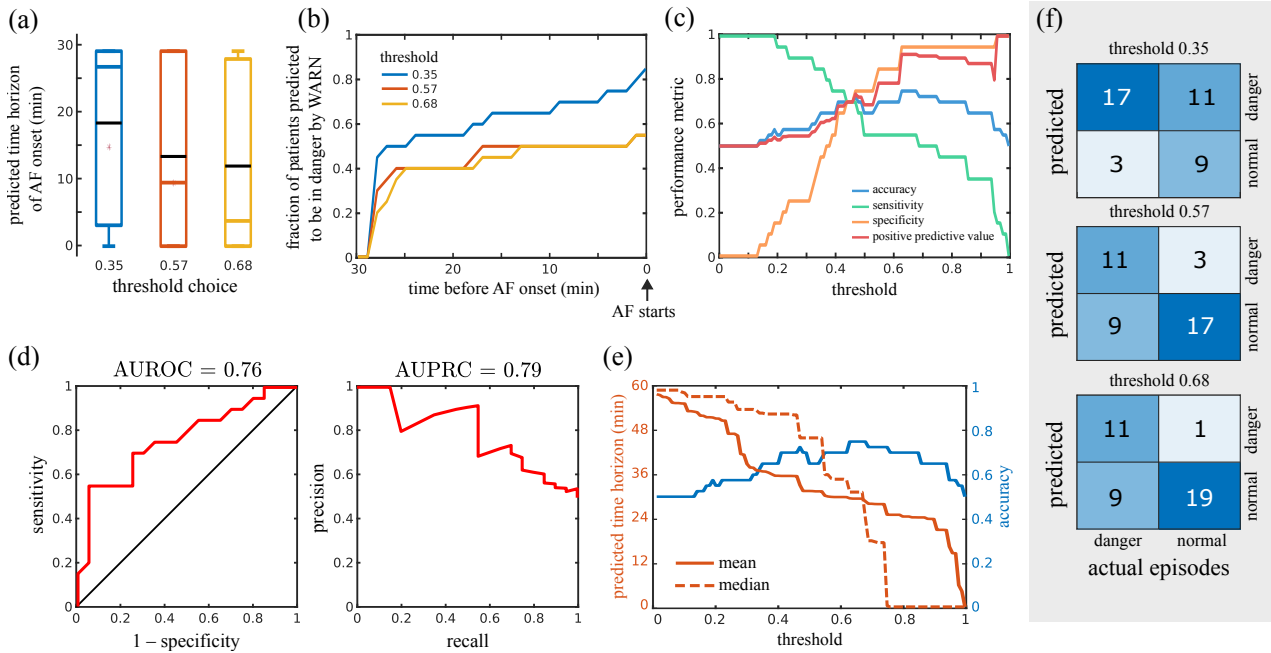 (a)
predicted time horizon
of AF onset (min)
30
20
10
0
0.35
0.57
0.68
threshold choice
(b)
fraction of patients predicted
to be in danger by WARN
1
0.8
0.6
0.4
0.2
0
threshold
0.35
0.57
0.68
30
20
10
0
time before AF onset (min)
AF starts
(c)
performance metric
1
0.8
0.6
0.4
0.2
0
accuracy
sensitivity
specificity
positive predictive value
0
0.2
0.4
0.6
0.8
1
threshold
(d)
AUROC = 0.76
sensitivity
1
0.8
0.6
0.4
0.2
0
0
0.2
0.4
0.6
0.8
1
1 – specificity
AUPRC = 0.79
precision
1
0.8
0.6
0.4
0.2
0
0
0.2
0.4
0.6
0.8
1
recall
(e)
predicted time horizon (min)
60
48
36
24
12
0
mean
median
1
0.8
0.6
0.4
0.2
0
accuracy
0
0.2
0.4
0.6
0.8
1
threshold
(f)
threshold 0.35
predicted
17
11
danger
3
9
normal
threshold 0.57
predicted
11
3
danger
9
17
normal
threshold 0.68
predicted
11
1
danger
9
19
normal
danger
normal
actual episodes